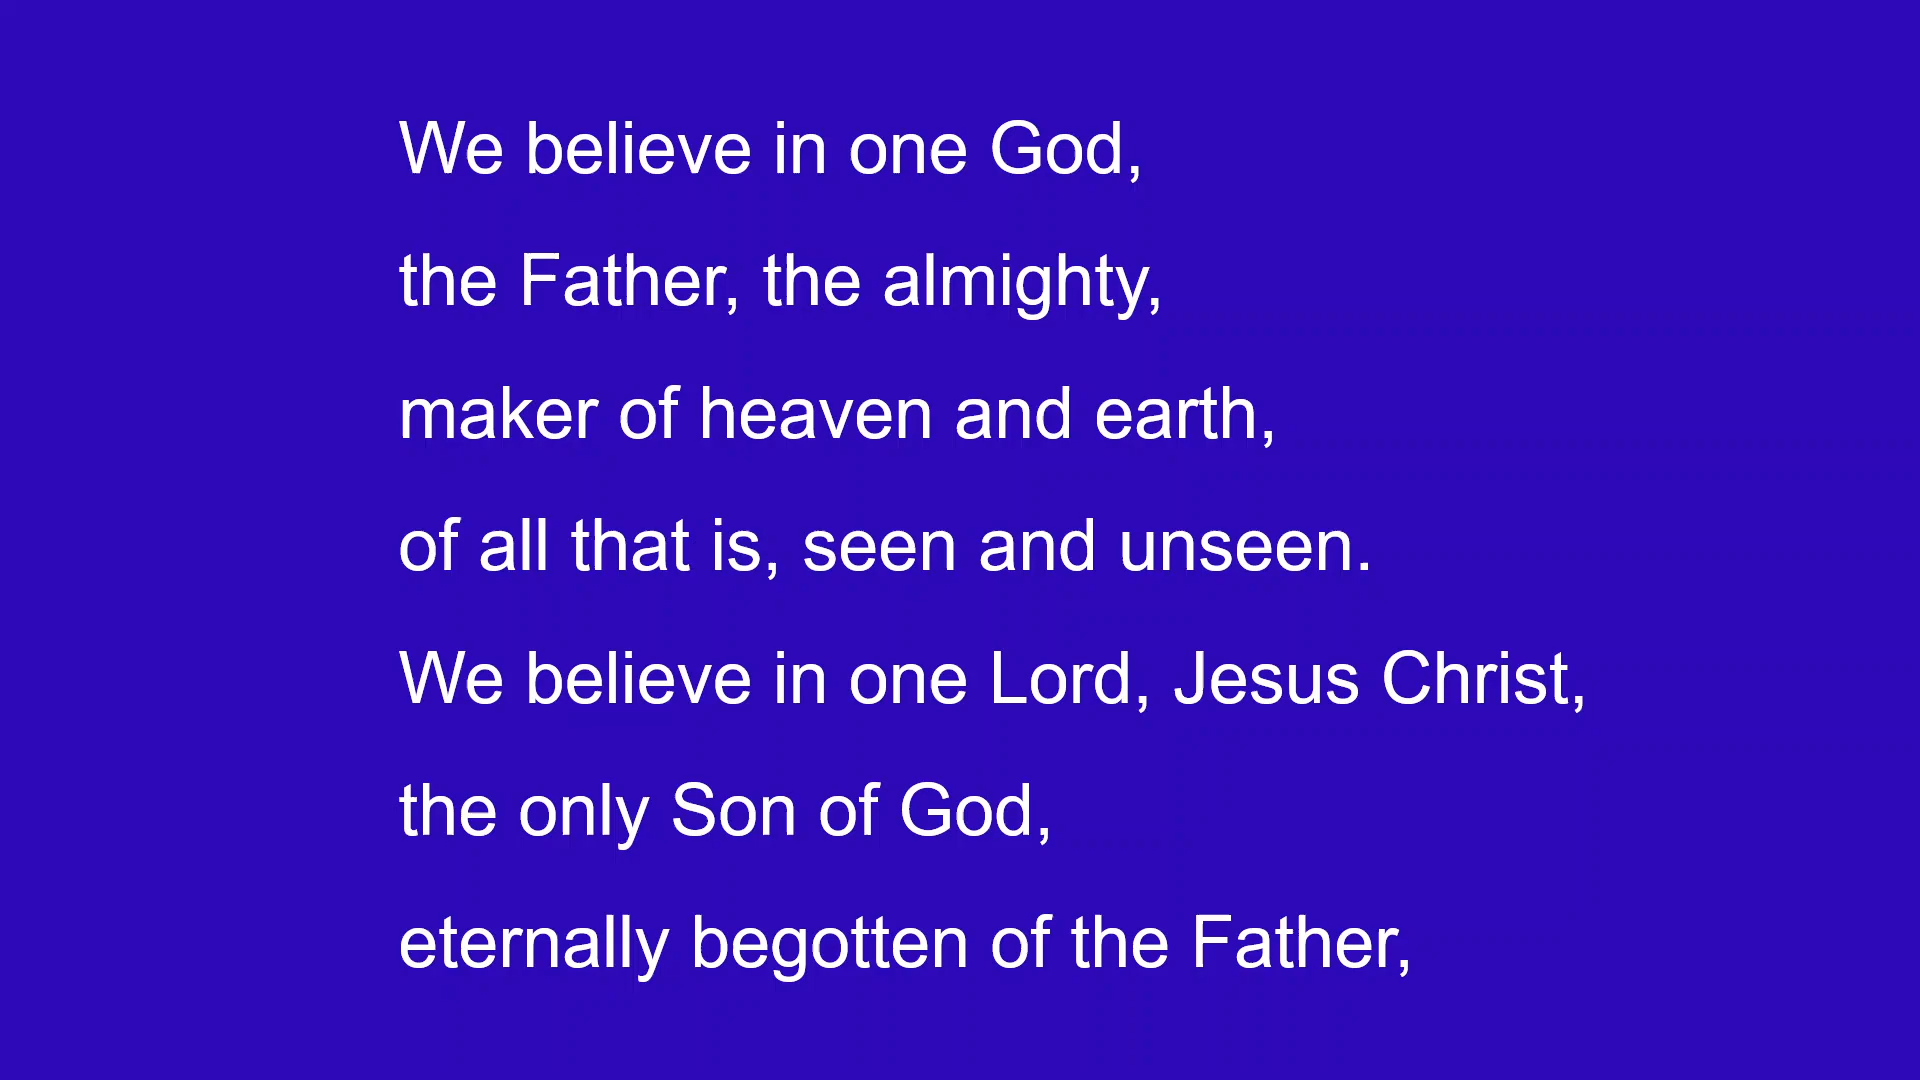 We believe in one God,
the Father, the almighty,
maker of heaven and earth,
of all that is, seen and unseen.
We believe in one Lord, Jesus Christ,
the only Son of God,
eternally begotten of the Father,